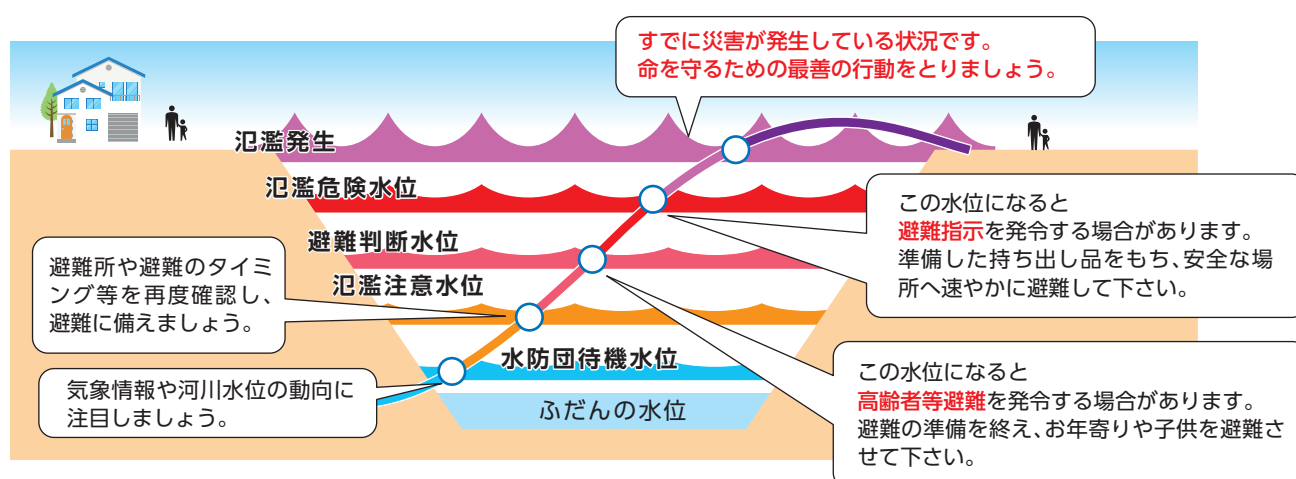 すでに災害が発生している状況です。
命を守るための最善の行動をとりましょう。
氾濫発生
氾濫危険水位
この水位になると
避難指示を発令する場合があります。
準備した持ち出し品をもち、安全な場
所へ速やかに避難して下さい。
避難判断水位
避難所や避難のタイミ
ング等を再度確認し、
避難に備えましょう。
氾濫注意水位
水防団待機水位
この水位になると
高齢者等避難を発令する場合があります。
避難の準備を終え、お年寄りや子供を避難さ
せて下さい。
気象情報や河川水位の動向に
注目しましょう。
ふだんの水位